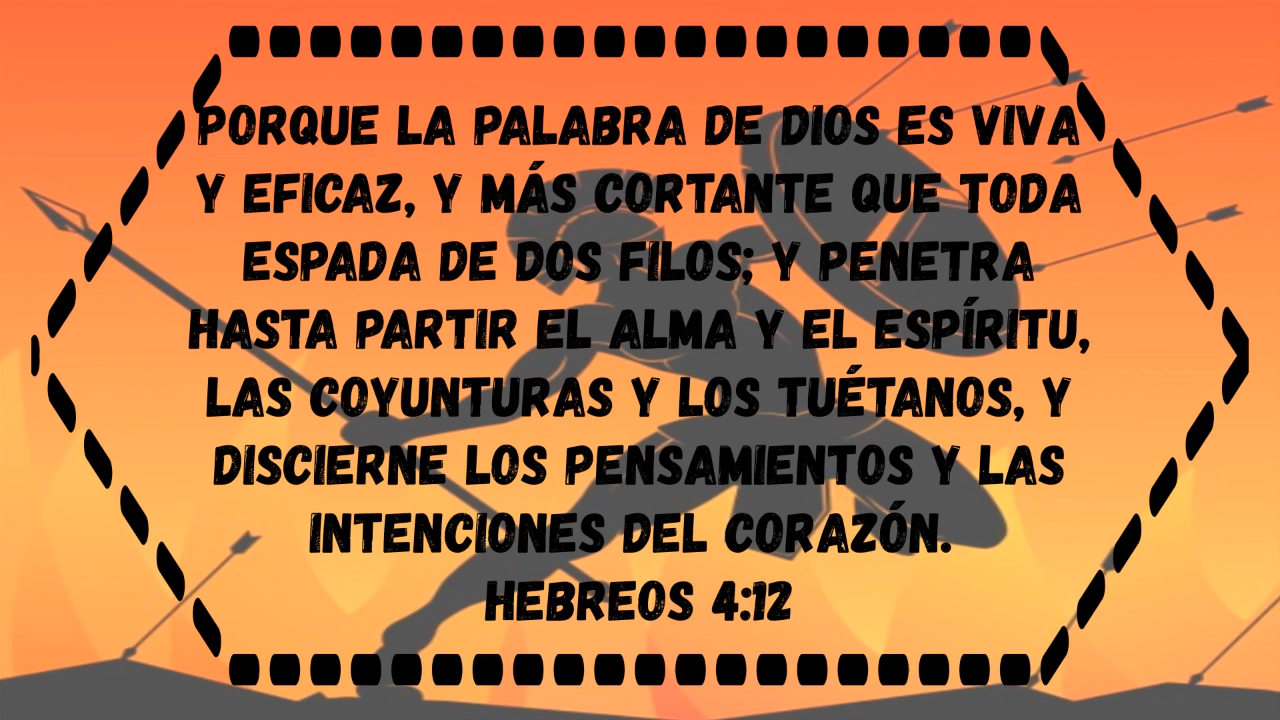 PORQUE LA PALABRA DE DIOS ES VIVA
Y EFICAZ, Y MÁS CORTANTE QUE TODA
ESPADA DE DOS FILOS; Y PENETRA
HASTA PARTIR EL ALMA Y EL ESPÍRITU,
LAS COYUNTURAS Y LOS TUÉTANOS, Y
DISCIERNE LOS PENSAMIENTOS Y LAS
INTENCIONES DEL CORAZÓN.
HEBREOS 4:12